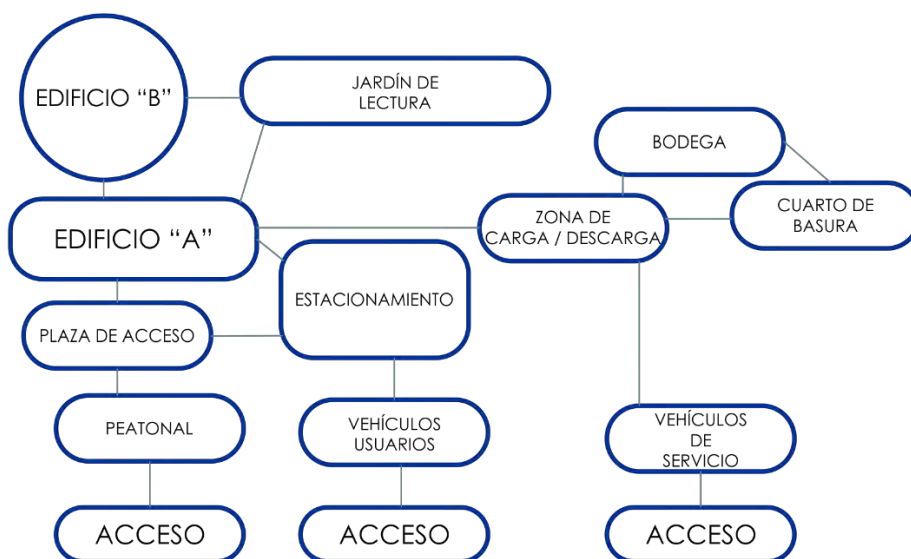 EDIFICIO “B”
JARDÍN DE
LECTURA
BODEGA
CUARTO DE
BASURA
EDIFICIO “A”
ZONA DE
CARGA / DESCARGA
ESTACIONAMIENTO
PLAZA DE ACCESO
PEATONAL
VEHÍCULOS
USUARIOS
VEHÍCULOS
DE
SERVICIO
ACCESO
ACCESO
ACCESO